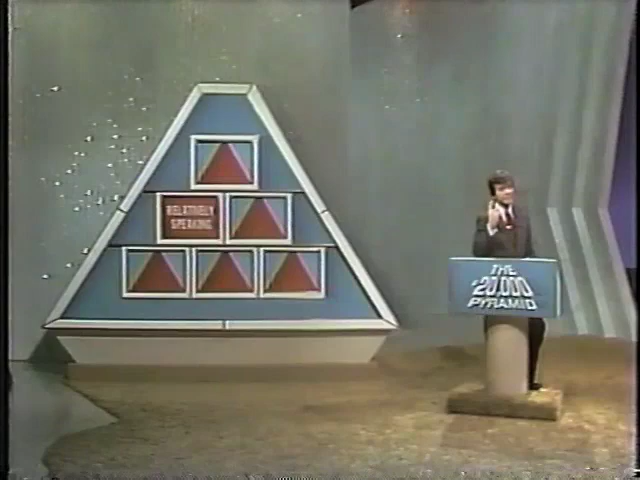 RELATIVELY
SPEAKING
THE
$20,000
PYRAMID